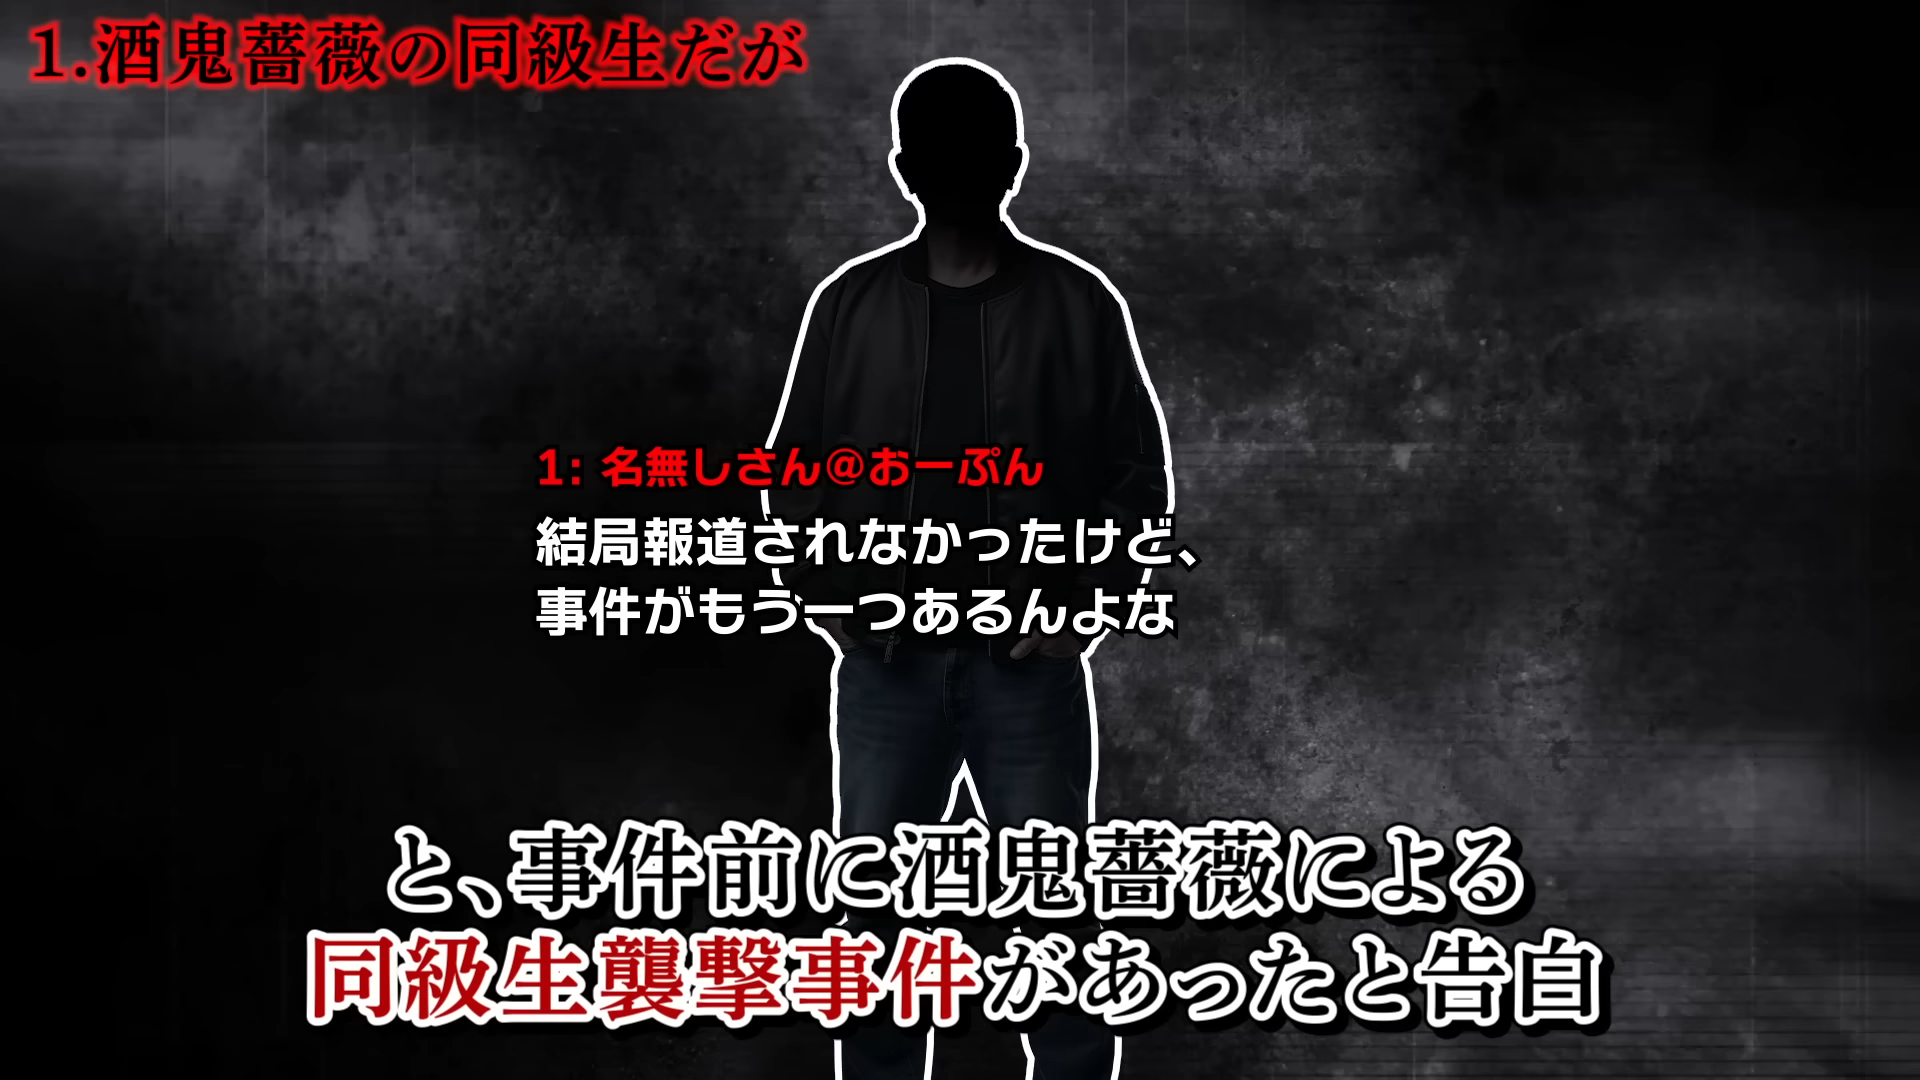 1.酒鬼薔薇の同級生だが
1: 名無しさん＠おーぷん
結局報道されなかったけど、
事件がもう一つあるんよな
と、事件前に酒鬼薔薇による
同級生襲撃事件があったと告白